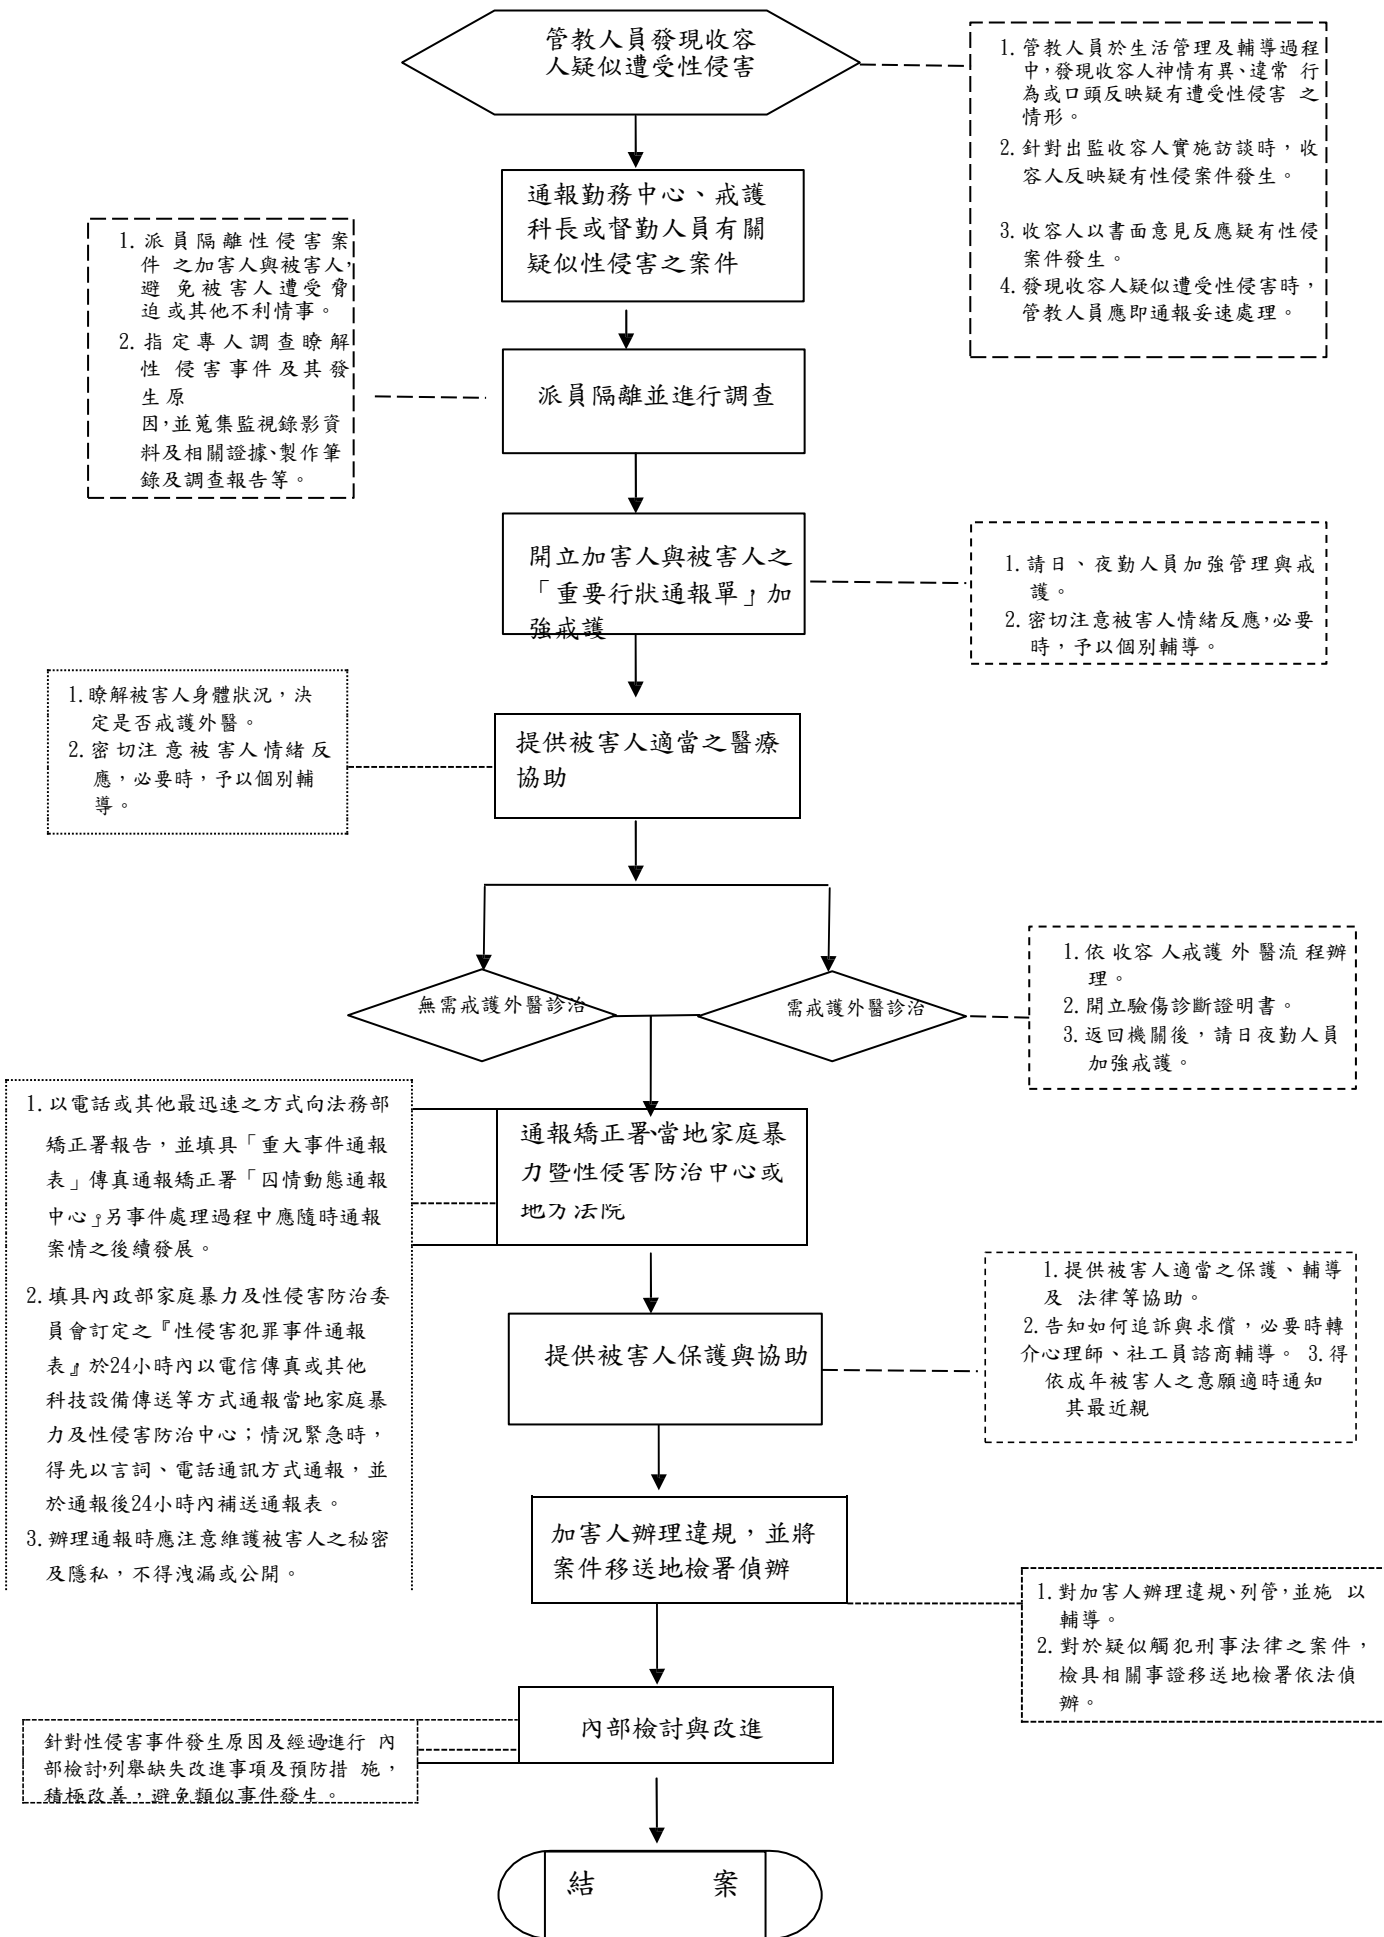 管教人員發現收容
人疑似遭受性侵害
1. 管教人員於生活管理及輔導過程
中，發現收容人神情有異、違常 行
為或口頭反映疑有遭受性侵害 之
情形。
2. 針對出監收容人實施訪談時，收
容人反映疑有性侵案件發生。
3. 收容人以書面意見反應疑有性侵
案件發生。
4. 發現收容人疑似遭受性侵害時，
管教人員應即通報妥速處理。
通報勤務中心、戒護
科長或督勤人員有關
疑似性侵害之案件
1. 派員隔離性侵害案
件 之加害人與被害人，
避 免被害人遭受脅
迫或其他不利情事。
2. 指定專人調查瞭解
性 侵害事件及其發
生原
因，並蒐集監視錄影資
料及相關證據、製作筆
錄及調查報告等。
派員隔離並進行調查
開立加害人與被害人之
「重要行狀通報單」，加
強戒護
1. 請日、夜勤人員加強管理與戒
護。
2. 密切注意被害人情緒反應，必要
時，予以個別輔導。
1. 瞭解被害人身體狀況，決
定是否戒護外醫。
2. 密切注意被害人情緒反
應，必要時，予以個別輔
導。
提供被害人適當之醫療
協助
無需戒護外醫診治
需戒護外醫診治
1. 依 收容 人戒護 外 醫流 程辦
理。
2. 開立驗傷診斷證明書。
3. 返回機關後，請日夜勤人員
加強戒護。
1. 以電話或其他最迅速之方式向法務部
矯正署報告，並填具「重大事件通報
表」傳真通報矯正署「囚情動態通報
中心」。另事件處理過程中應隨時通報
案情之後續發展。
2. 填具內政部家庭暴力及性侵害防治委
員會訂定之『性侵害犯罪事件通報
表』於24小時內以電信傳真或其他
科技設備傳送等方式通報當地家庭暴
力及性侵害防治中心；情況緊急時，
得先以言詞、電話通訊方式通報，並
於通報後24小時內補送通報表。
3. 辦理通報時應注意維護被害人之秘密
及隱私，不得洩漏或公開。
通報矯正署、當地家庭暴
力暨性侵害防治中心或
地方法院
提供被害人保護與協助
1. 提供被害人適當之保護、輔導
及 法律等協助。
2. 告知如何追訴與求償，必要時轉
介心理師、社工員諮商輔導。 3. 得
依成年被害人之意願適時通知
其最近親
加害人辦理違規，並將
案件移送地檢署偵辦
1. 對加害人辦理違規、列管，並施 以
輔導。
2. 對於疑似觸犯刑事法律之案件，
檢具相關事證移送地檢署依法偵
辦。
內部檢討與改進
針對性侵害事件發生原因及經過進行 內
部檢討，列舉缺失改進事項及預防措 施，
積極改善，避免類似事件發生。
結 案